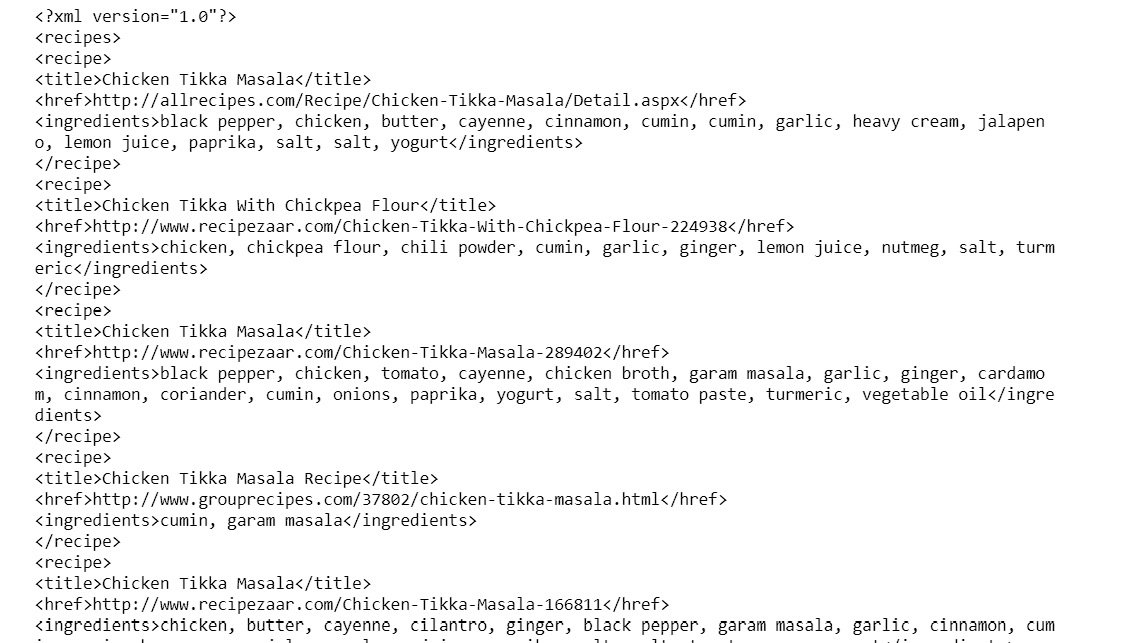 <?xml version="1.0"?>
<recipes>
<recipe>
<title>Chicken Tikka Masala</title>
<href>http://allrecipes.com/Recipe/Chicken-Tikka-Masala/Detail.aspx</href>
<ingredients>black pepper, chicken, butter, cayenne, cinnamon, cumin, cumin, garlic, heavy cream, jalapen
o, lemon juice, paprika, salt, salt, yogurt</ingredients>
</recipe>
<recipe>
<title>Chicken Tikka With Chickpea Flour</title>
<href>http://www.recipezaar.com/Chicken-Tikka-With-Chickpea-Flour-224938</href>
<ingredients>chicken, chickpea flour, chili powder, cumin, garlic, ginger, lemon juice, nutmeg, salt, turm
eric</ingredients>
</recipe>
<recipe>
<title>Chicken Tikka Masala</title>
<href>http://www.recipezaar.com/Chicken-Tikka-Masala-289402</href>
<ingredients>black pepper, chicken, tomato, cayenne, chicken broth, garam masala, garlic, ginger, cardamo
m, cinnamon, coriander, cumin, onions, paprika, yogurt, salt, tomato paste, turmeric, vegetable oil</ingre
dients>
</recipe>
<recipe>
<title>Chicken Tikka Masala Recipe</title>
<href>http://www.grouprecipes.com/37802/chicken-tikka-masala.html</href>
<ingredients>cumin, garam masala</ingredients>
</recipe>
<recipe>
<title>Chicken Tikka Masala</title>
<href>http://www.recipezaar.com/Chicken-Tikka-Masala-166811</href>
<ingredients>chicken, butter, cayenne, cilantro, ginger, black pepper, garam masala, garlic, cinnamon, cum